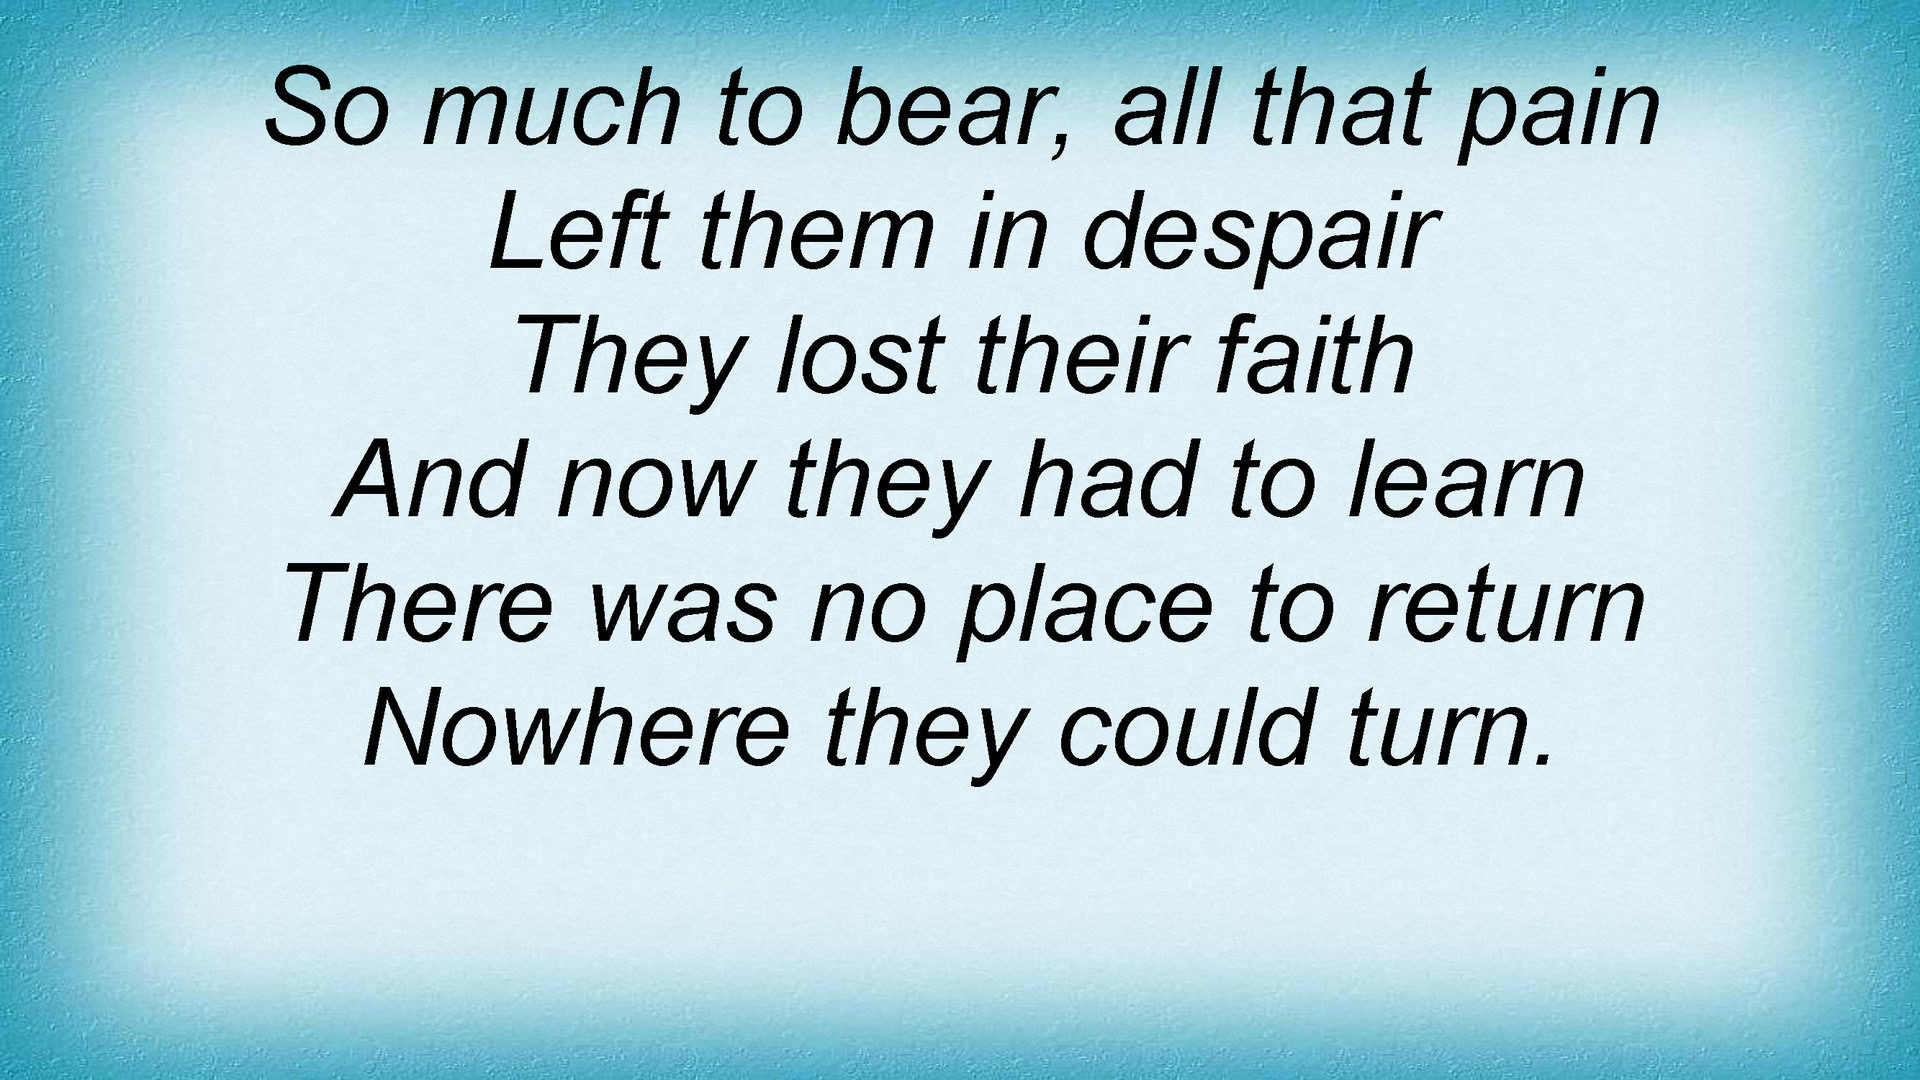 So much to bear, all that pain
Left them in despair
They lost their faith
And now they had to learn
There was no place to return
Nowhere they could turn.